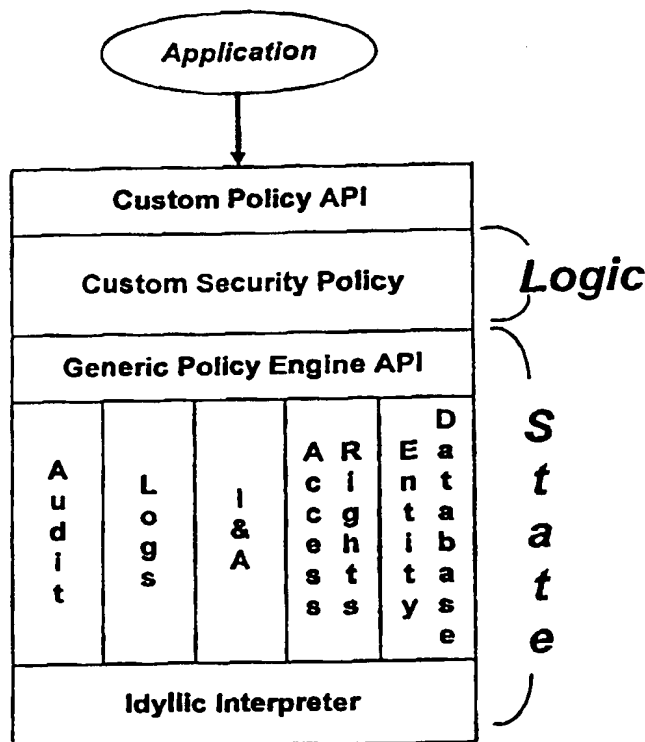 Application
Custom Policy API
Custom Security Policy
Logic
Generic Policy Engine API
Audit
Logs
I&A
Access
Rights
Entity
Database
State
Idyllic Interpreter